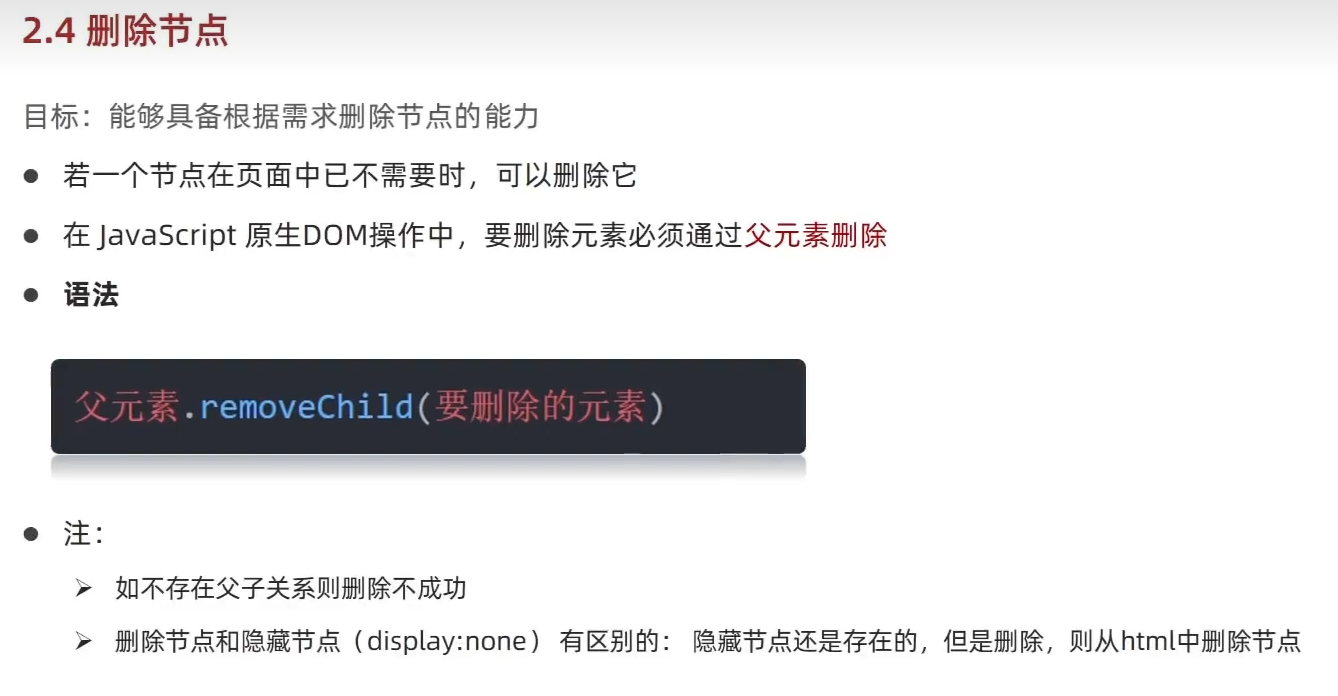 2.4 删除节点
目标：能够具备根据需求删除节点的能力
● 若一个节点在页面中已不需要时，可以删除它
● 在 JavaScript 原生DOM操作中，要删除元素必须通过父元素删除
● 语法
父元素.removeChild(要删除的元素)
● 注：
➢ 如不存在父子关系则删除不成功
➢ 删除节点和隐藏节点（display:none） 有区别的： 隐藏节点还是存在的，但是删除，则从html中删除节点